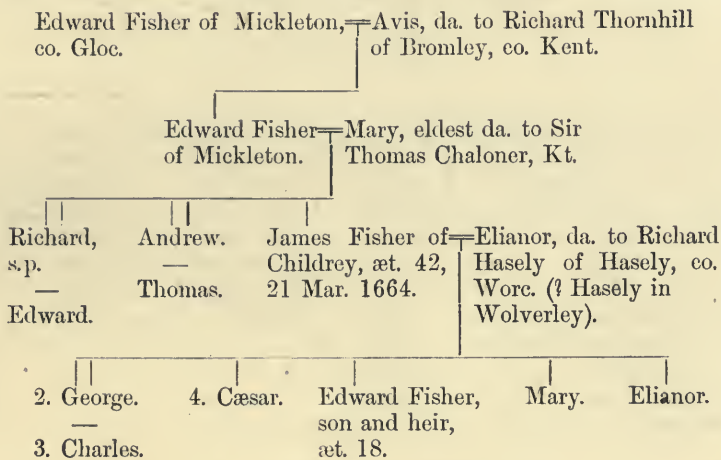 Edward Fisher of Mickleton, Avis, da. to Richard Thornhill
co. Gloc. of Bromley, co. Kent.
Edward Fisher Mary, eldest da. to Sir
of Mickleton. Thomas Chaloner, Kt.
Richard, Andrew. James Fisher of Elianor, da. to Richard
s.p. — Childrey, æt. 42, Hasely of Hasely, co.
— Thomas. 21 Mar. 1664. Worc. (? Hasely in
Edward. Wolverley).
2. George. 4. Cæsar. Edward Fisher, Mary. Elianor.
— son and heir,
3. Charles. æt. 18.